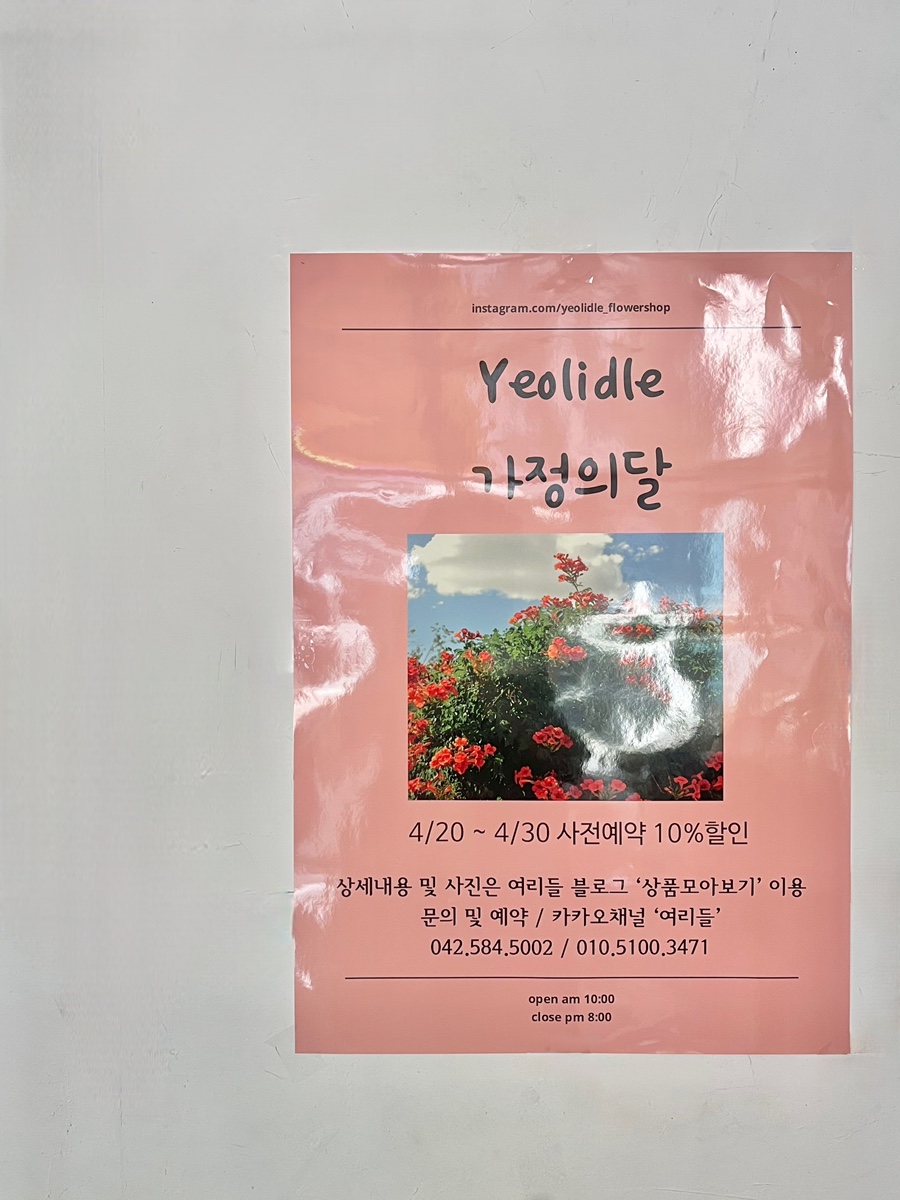 instagram.com/yeolidle_flowershop
Yeolidle
가정의달
4/20 ~ 4/30 사전예약 10%할인
상세내용 및 사진은 여리들 블로그 ‘상품모아보기’ 이용
문의 및 예약 / 카카오채널 ‘여리들’
042.584.5002 / 010.5100.3471
open am 10:00
close pm 8:00